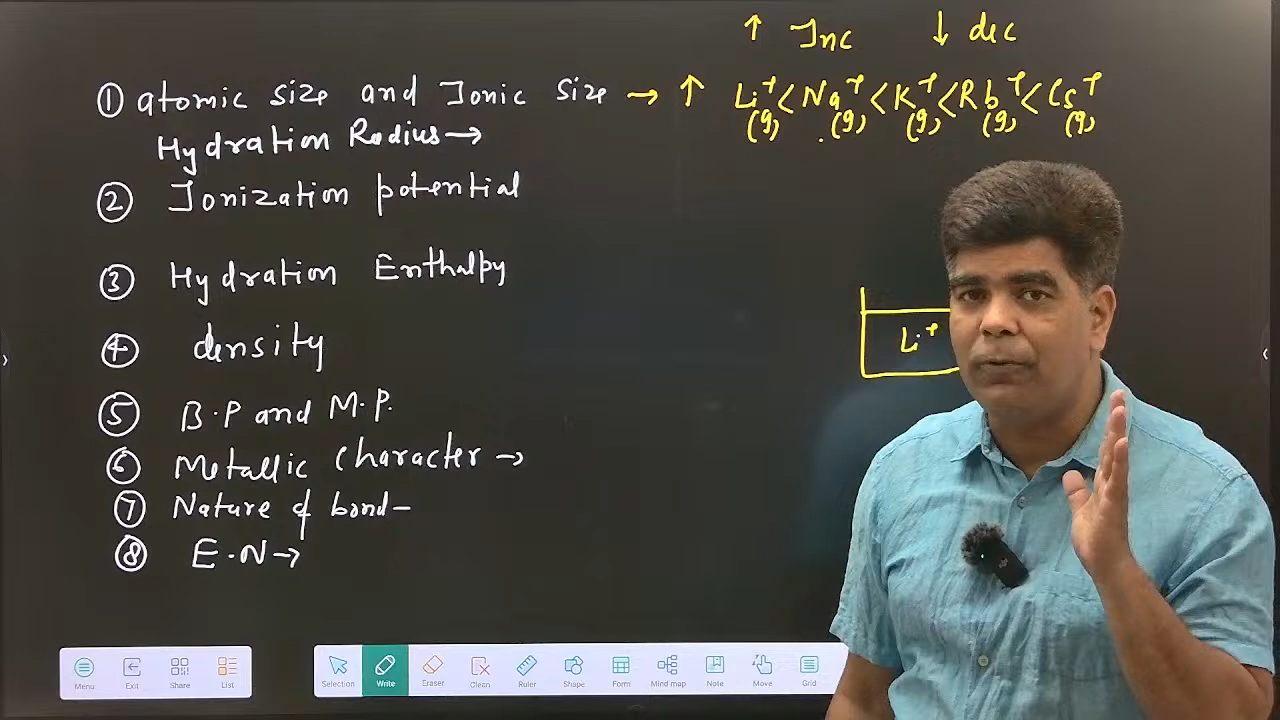 ↑ Inc ↓ dec
① atomic size and Ionic size → ↑ Li⁺(g) < Na⁺(g) < K⁺(g) < Rb⁺(g) < Cs⁺(g)
Hydration Radius →
② Ionization potential
③ Hydration Enthalpy
Li⁺
④ density
⑤ B.P and M.P.
⑥ Metallic character →
⑦ Nature of bond –
⑧ E.N →
Menu Exit Share List Selection Write Eraser Clean Ruler Shape Form Mind map Note Move Grid